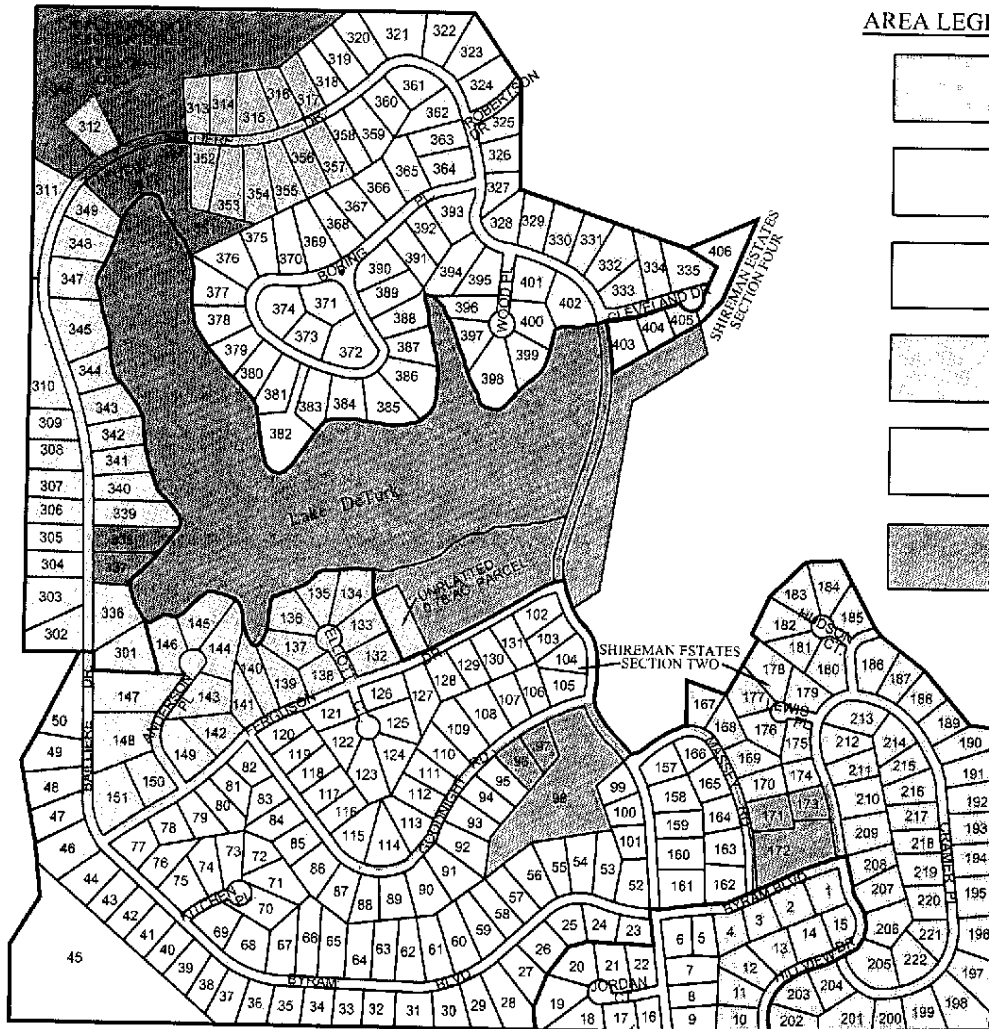 AREA LEGE
320 321 322
319 323
318 324
361
360 362
313 314 315 316 317
ROBERTSON DR
325
312
358 359 363
326
352 356 357 364
365 327
311 353 354 355 366
349 367 393
348 375 368 392 328 329 330 331
376 370 369
BORING PL
391 406
347 377 390 394 395 401 332 334 335
389 333
WOOD PL
CLEVELAND DR
SHIREMAN ESTATES
SECTION FOUR
374 371 396 402
345 378 373 388 397 400 405
404
379 372 387 399 403
344 380 386 398
310 343 381 383 384 385
309 342 382
308 341
307 340
Lake DeTurk
306 339
305 338
304 337
UNPLATTED
0.76 AC. PARCEL
303 336 135 134
302 145 136 133
301 146 144 137 132
ELIOTT CT
102
131 103
183 184
182 185
HUDSON CT
181 180
SHIREMAN ESTATES
SECTION TWO
147 143 140 139 138
141
ANDERSON PL
FERGUSON DR
126 127 128 129 130 104
105
178 179 186 187
177 188
167
LEWIS PL
50 148 142 120 121 125 107 106
49 149 119 122 109 108
BAILLIERE DR
168 176 175 213 189
48 150 82 118 124 110 97
166 212 214 190
MASSEY RD
151 81 83 117 123 111 96
157 165 170 174 211 215 191
GOODNIGHT RD
47 80 84 116 112 95 98 99
158 210 216 192
46 79 85 115 113 94 100
171 173
77 78 73 86 114 93
159 164 209 217 193
76 74 72 92 101
160 163 172 218 194
44 75 71 87 91 56 55 54 53
208 219
KITCHEN PL
88 89 90 57 52
161 162 207 220 195
KRAMER PL
43 70 58
BYRAM BLVD
1
42 69 59 2
41 68 67 66 65 60 25 24 23 3
45 40 64 63 62 61 26 6 5 4 14 15 206 221 196
39 13
HILLVIEW DR
38 27 20 21 22 7 12 205 222
37 36 35 34 33 32 31 30 29 28
BYRAM BLVD
JORDAN CT
8 11 204 197
203
19 18 17 16 9 10 202 201 200 199 198